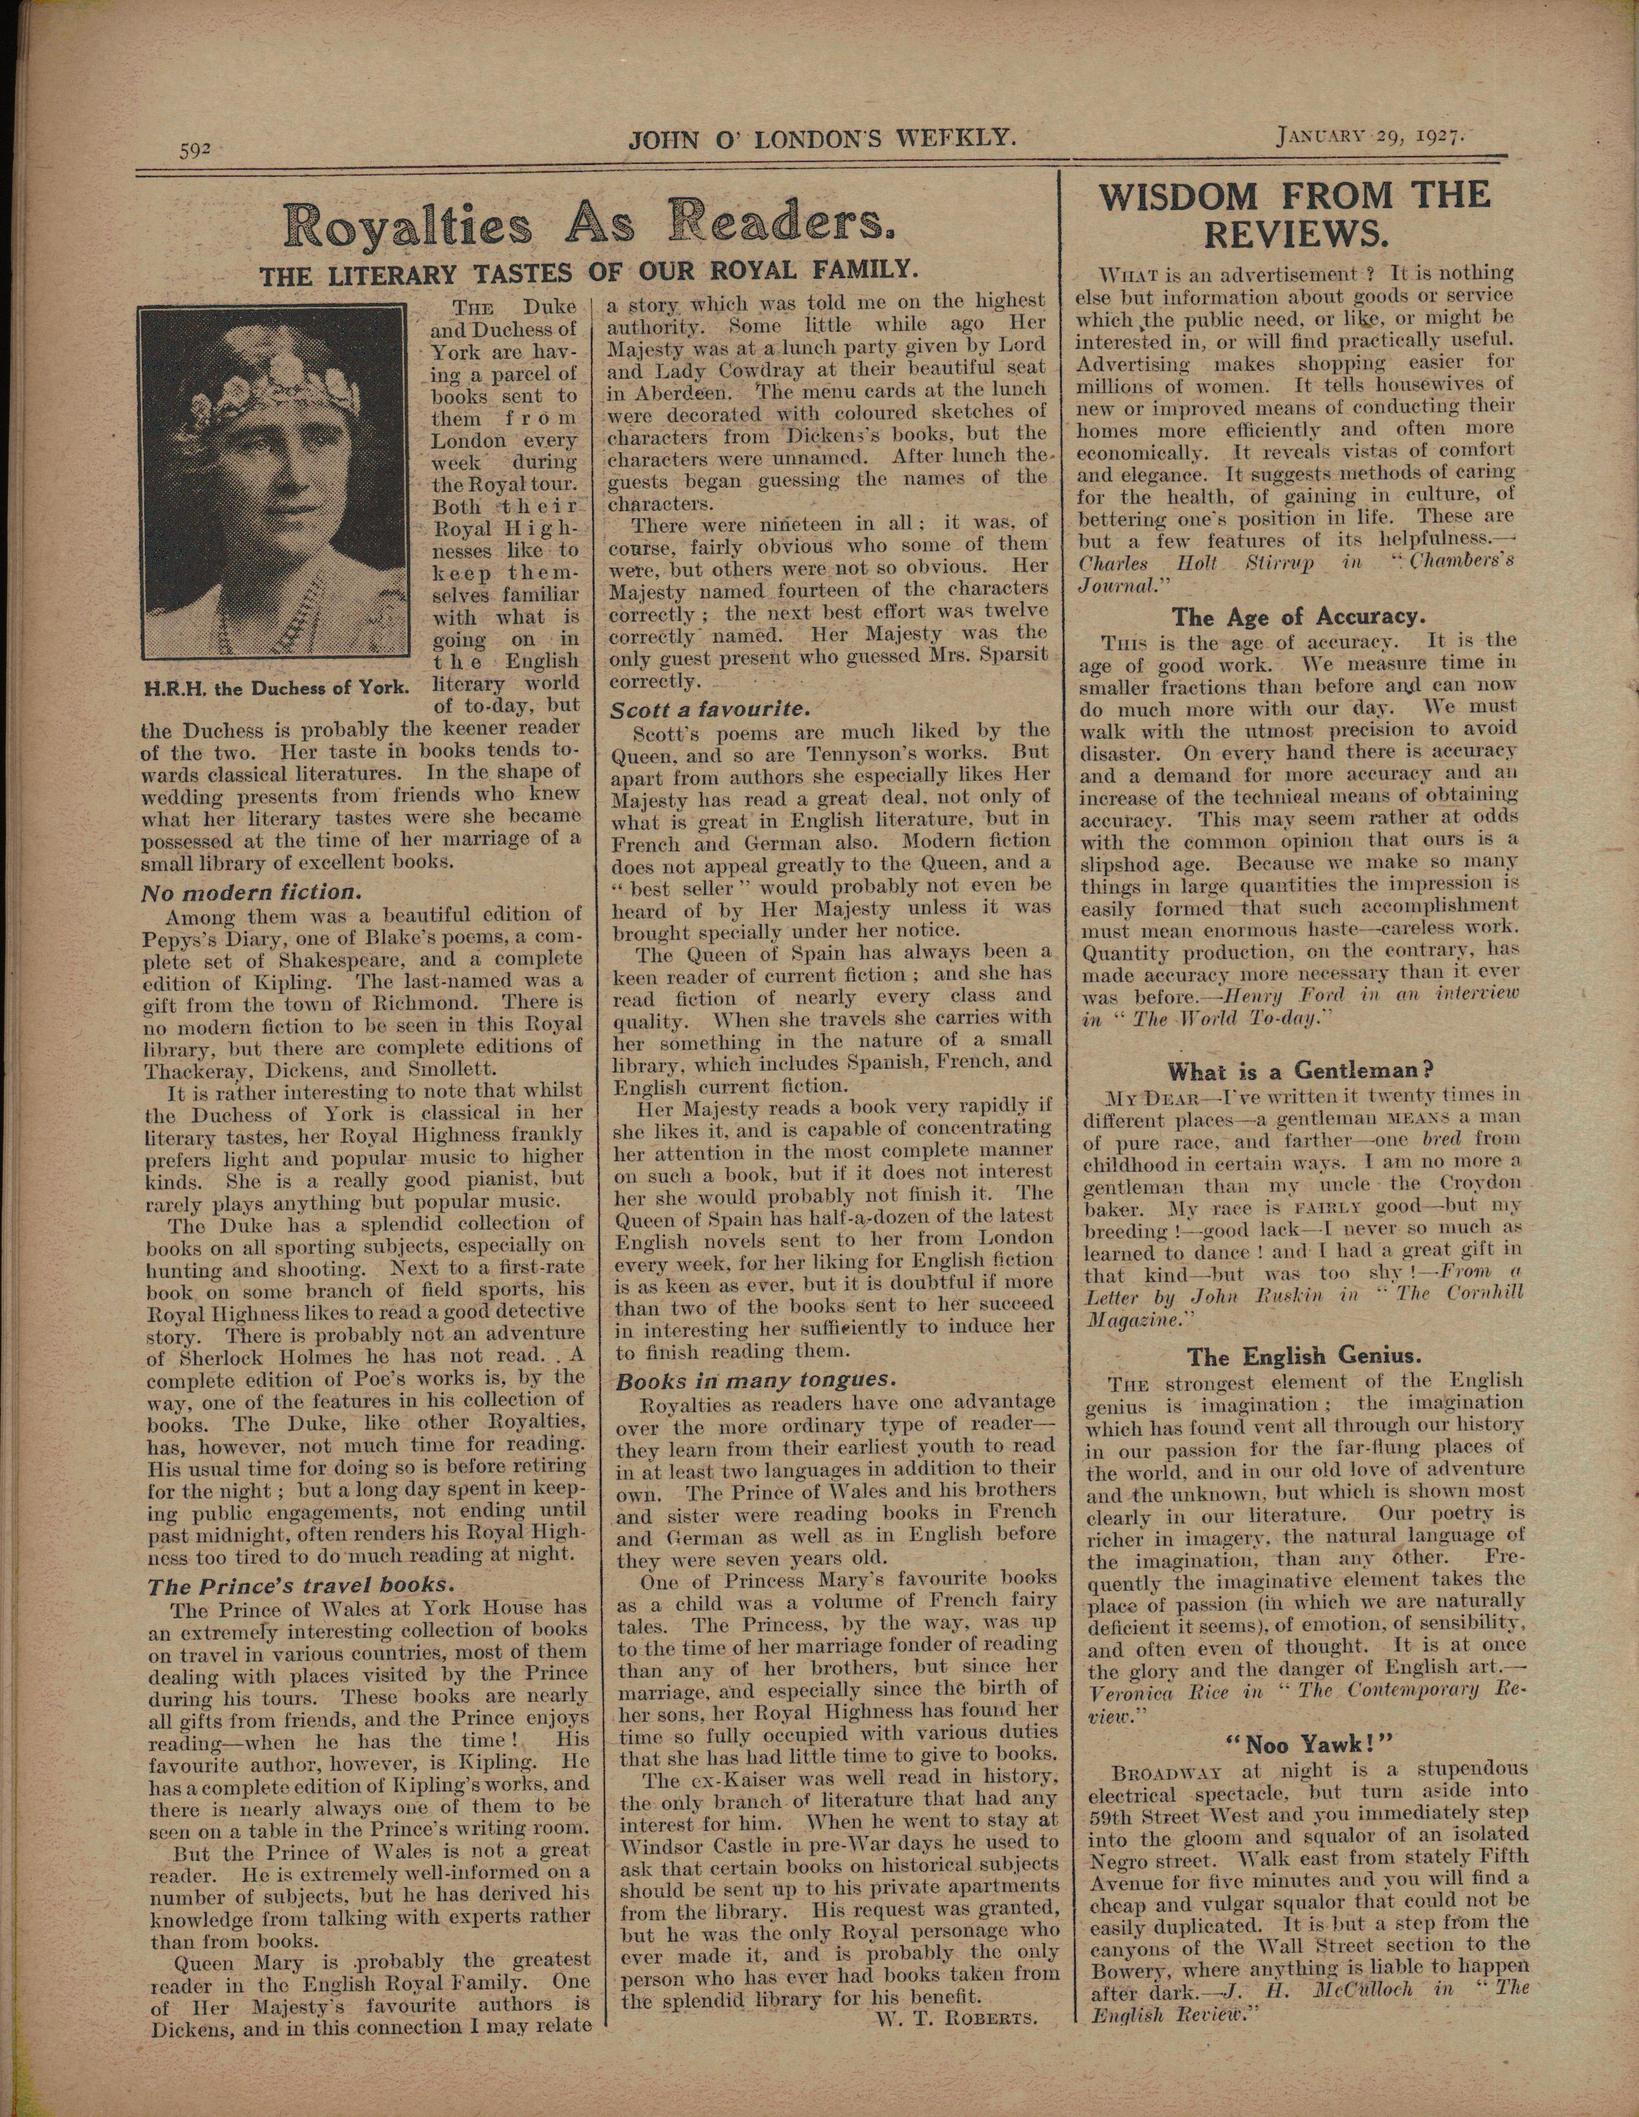 592
JOHN O' LONDON'S WEEKLY.
JANUARY 29, 1927.
Royalties As Readers.
THE LITERARY TASTES OF OUR ROYAL FAMILY.
H.R.H. the Duchess of York.
THE Duke
and Duchess of
York are hav-
ing a parcel of
books sent to
them from
London every
week during
the Royal tour.
Both their
Royal High-
nesses like to
keep them-
selves familiar
with what is
going on in
the English
literary world
of to-day, but
the Duchess is probably the keener reader
of the two. Her taste in books tends to-
wards classical literatures. In the shape of
wedding presents from friends who knew
what her literary tastes were she became
possessed at the time of her marriage of a
small library of excellent books.
No modern fiction.
Among them was a beautiful edition of
Pepys's Diary, one of Blake's poems, a com-
plete set of Shakespeare, and a complete
edition of Kipling. The last-named was a
gift from the town of Richmond. There is
no modern fiction to be seen in this Royal
library, but there are complete editions of
Thackeray, Dickens, and Smollett.
It is rather interesting to note that whilst
the Duchess of York is classical in her
literary tastes, her Royal Highness frankly
prefers light and popular music to higher
kinds. She is a really good pianist, but
rarely plays anything but popular music.
The Duke has a splendid collection of
books on all sporting subjects, especially on
hunting and shooting. Next to a first-rate
book on some branch of field sports, his
Royal Highness likes to read a good detective
story. There is probably not an adventure
of Sherlock Holmes he has not read. A
complete edition of Poe's works is, by the
way, one of the features in his collection of
books. The Duke, like other Royalties,
has, however, not much time for reading.
His usual time for doing so is before retiring
for the night ; but a long day spent in keep-
ing public engagements, not ending until
past midnight, often renders his Royal High-
ness too tired to do much reading at night.
The Prince's travel books.
The Prince of Wales at York House has
an extremely interesting collection of books
on travel in various countries, most of them
dealing with places visited by the Prince
during his tours. These books are nearly
all gifts from friends, and the Prince enjoys
reading—when he has the time! His
favourite author, however, is Kipling. He
has a complete edition of Kipling's works, and
there is nearly always one of them to be
seen on a table in the Prince's writing room.
But the Prince of Wales is not a great
reader. He is extremely well-informed on a
number of subjects, but he has derived his
knowledge from talking with experts rather
than from books.
Queen Mary is probably the greatest
reader in the English Royal Family. One
of Her Majesty's favourite authors is
Dickens, and in this connection I may relate
a story which was told me on the highest
authority. Some little while ago Her
Majesty was at a lunch party given by Lord
and Lady Cowdray at their beautiful seat
in Aberdeen. The menu cards at the lunch
were decorated with coloured sketches of
characters from Dickens's books, but the
characters were unnamed. After lunch the
guests began guessing the names of the
characters.
There were nineteen in all ; it was, of
course, fairly obvious who some of them
were, but others were not so obvious. Her
Majesty named fourteen of the characters
correctly ; the next best effort was twelve
correctly named. Her Majesty was the
only guest present who guessed Mrs. Sparsit
correctly.
Scott a favourite.
Scott's poems are much liked by the
Queen, and so are Tennyson's works. But
apart from authors she especially likes Her
Majesty has read a great deal, not only of
what is great in English literature, but in
French and German also. Modern fiction
does not appeal greatly to the Queen, and a
“ best seller ” would probably not even be
heard of by Her Majesty unless it was
brought specially under her notice.
The Queen of Spain has always been a
keen reader of current fiction ; and she has
read fiction of nearly every class and
quality. When she travels she carries with
her something in the nature of a small
library, which includes Spanish, French, and
English current fiction.
Her Majesty reads a book very rapidly if
she likes it, and is capable of concentrating
her attention in the most complete manner
on such a book, but if it does not interest
her she would probably not finish it. The
Queen of Spain has half-a-dozen of the latest
English novels sent to her from London
every week, for her liking for English fiction
is as keen as ever, but it is doubtful if more
than two of the books sent to her succeed
in interesting her sufficiently to induce her
to finish reading them.
Books in many tongues.
Royalties as readers have one advantage
over the more ordinary type of reader—
they learn from their earliest youth to read
in at least two languages in addition to their
own. The Prince of Wales and his brothers
and sister were reading books in French
and German as well as in English before
they were seven years old.
One of Princess Mary's favourite books
as a child was a volume of French fairy
tales. The Princess, by the way, was up
to the time of her marriage fonder of reading
than any of her brothers, but since her
marriage, and especially since the birth of
her sons, her Royal Highness has found her
time so fully occupied with various duties
that she has had little time to give to books.
The ex-Kaiser was well read in history,
the only branch of literature that had any
interest for him. When he went to stay at
Windsor Castle in pre-War days he used to
ask that certain books on historical subjects
should be sent up to his private apartments
from the library. His request was granted,
but he was the only Royal personage who
ever made it, and is probably the only
person who has ever had books taken from
the splendid library for his benefit.
W. T. ROBERTS.
WISDOM FROM THE
REVIEWS.
WHAT is an advertisement ? It is nothing
else but information about goods or service
which the public need, or like, or might be
interested in, or will find practically useful.
Advertising makes shopping easier for
millions of women. It tells housewives of
new or improved means of conducting their
homes more efficiently and often more
economically. It reveals vistas of comfort
and elegance. It suggests methods of caring
for the health, of gaining in culture, of
bettering one's position in life. These are
but a few features of its helpfulness.—
Charles Holt Stirrup in “ Chambers's
Journal.”
The Age of Accuracy.
THIS is the age of accuracy. It is the
age of good work. We measure time in
smaller fractions than before and can now
do much more with our day. We must
walk with the utmost precision to avoid
disaster. On every hand there is accuracy
and a demand for more accuracy and an
increase of the technical means of obtaining
accuracy. This may seem rather at odds
with the common opinion that ours is a
slipshod age. Because we make so many
things in large quantities the impression is
easily formed that such accomplishment
must mean enormous haste—careless work.
Quantity production, on the contrary, has
made accuracy more necessary than it ever
was before.—Henry Ford in an interview
in “ The World To-day.”
What is a Gentleman?
MY DEAR—I've written it twenty times in
different places—a gentleman MEANS a man
of pure race, and farther—one bred from
childhood in certain ways. I am no more a
gentleman than my uncle the Croydon
baker. My race is FAIRLY good—but my
breeding !—good lack—I never so much as
learned to dance ! and I had a great gift in
that kind—but was too shy !—From a
Letter by John Ruskin in “ The Cornhill
Magazine.”
The English Genius.
THE strongest element of the English
genius is imagination ; the imagination
which has found vent all through our history
in our passion for the far-flung places of
the world, and in our old love of adventure
and the unknown, but which is shown most
clearly in our literature. Our poetry is
richer in imagery, the natural language of
the imagination, than any other. Fre-
quently the imaginative element takes the
place of passion (in which we are naturally
deficient it seems), of emotion, of sensibility,
and often even of thought. It is at once
the glory and the danger of English art.—
Veronica Rice in “ The Contemporary Re-
view.”
“Noo Yawk!”
BROADWAY at night is a stupendous
electrical spectacle, but turn aside into
59th Street West and you immediately step
into the gloom and squalor of an isolated
Negro street. Walk east from stately Fifth
Avenue for five minutes and you will find a
cheap and vulgar squalor that could not be
easily duplicated. It is but a step from the
canyons of the Wall Street section to the
Bowery, where anything is liable to happen
after dark.—J. H. McCulloch in “ The
English Review.”